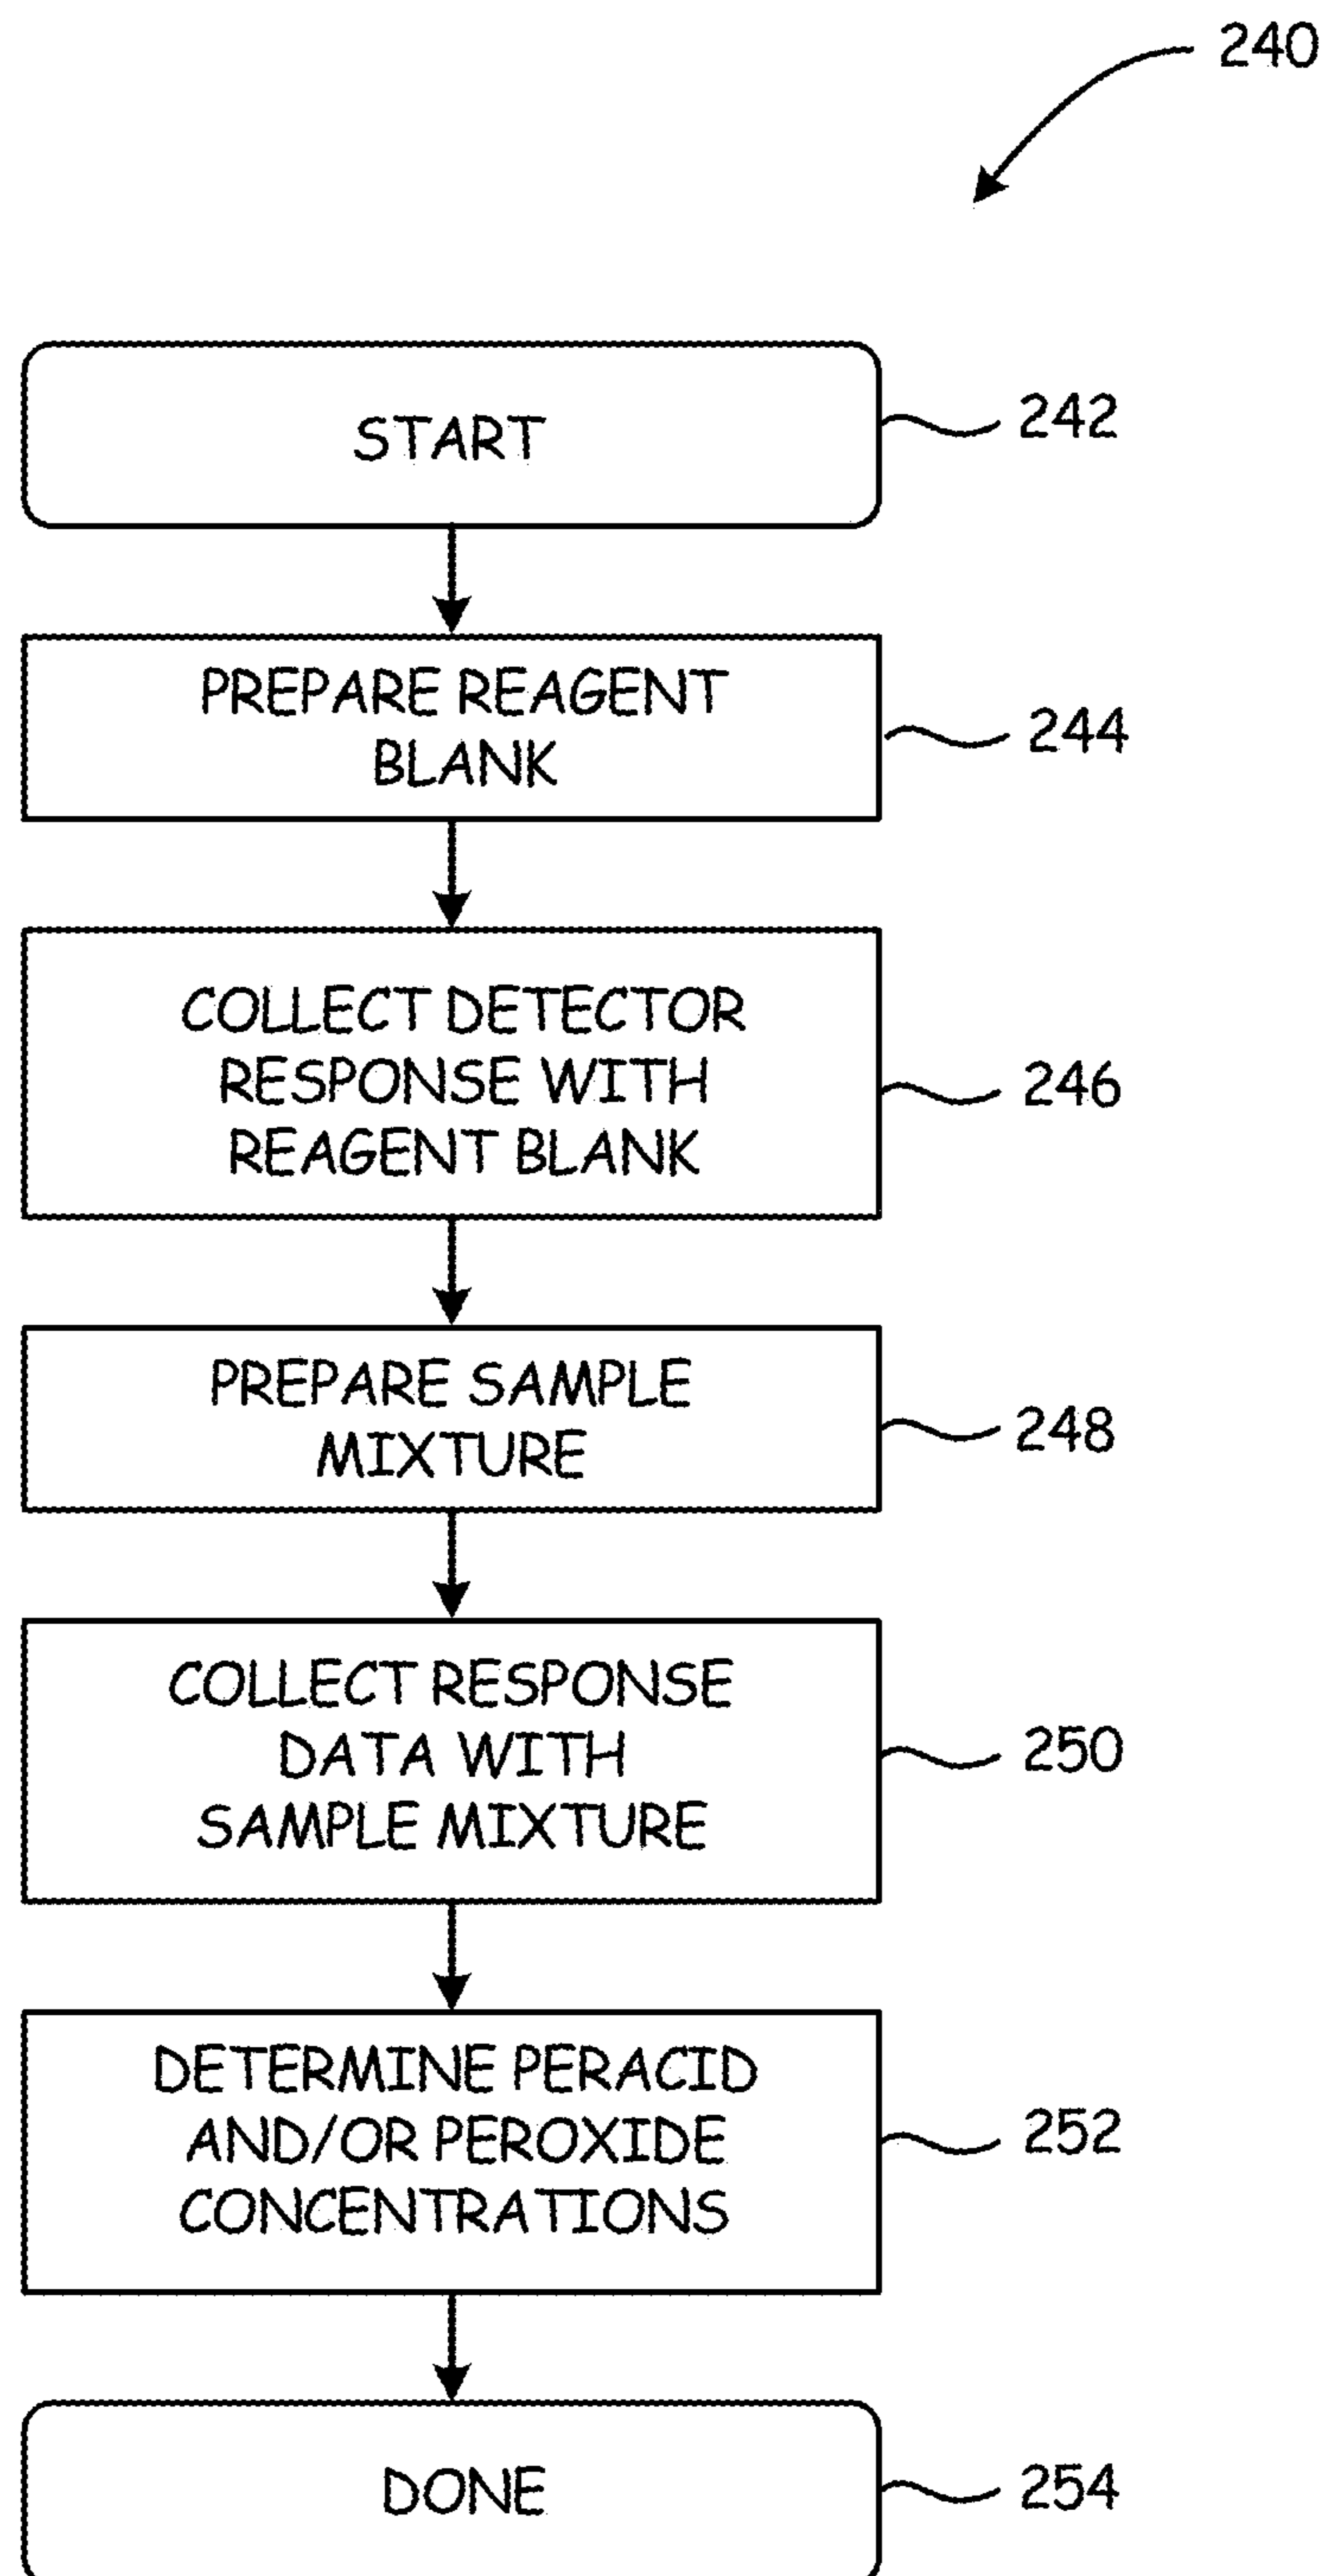 240
START
242
PREPARE REAGENT
BLANK
244
COLLECT DETECTOR
RESPONSE WITH
REAGENT BLANK
246
PREPARE SAMPLE
MIXTURE
248
COLLECT RESPONSE
DATA WITH
SAMPLE MIXTURE
250
DETERMINE PERACID
AND/OR PEROXIDE
CONCENTRATIONS
252
DONE
254